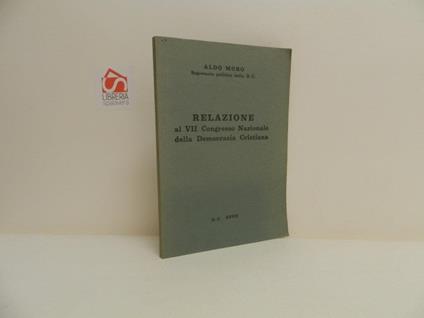 ALDO MORO
Segretario politico della D.C.
RELAZIONE
al VII Congresso Nazionale
della Democrazia Cristiana
LIBRERIA